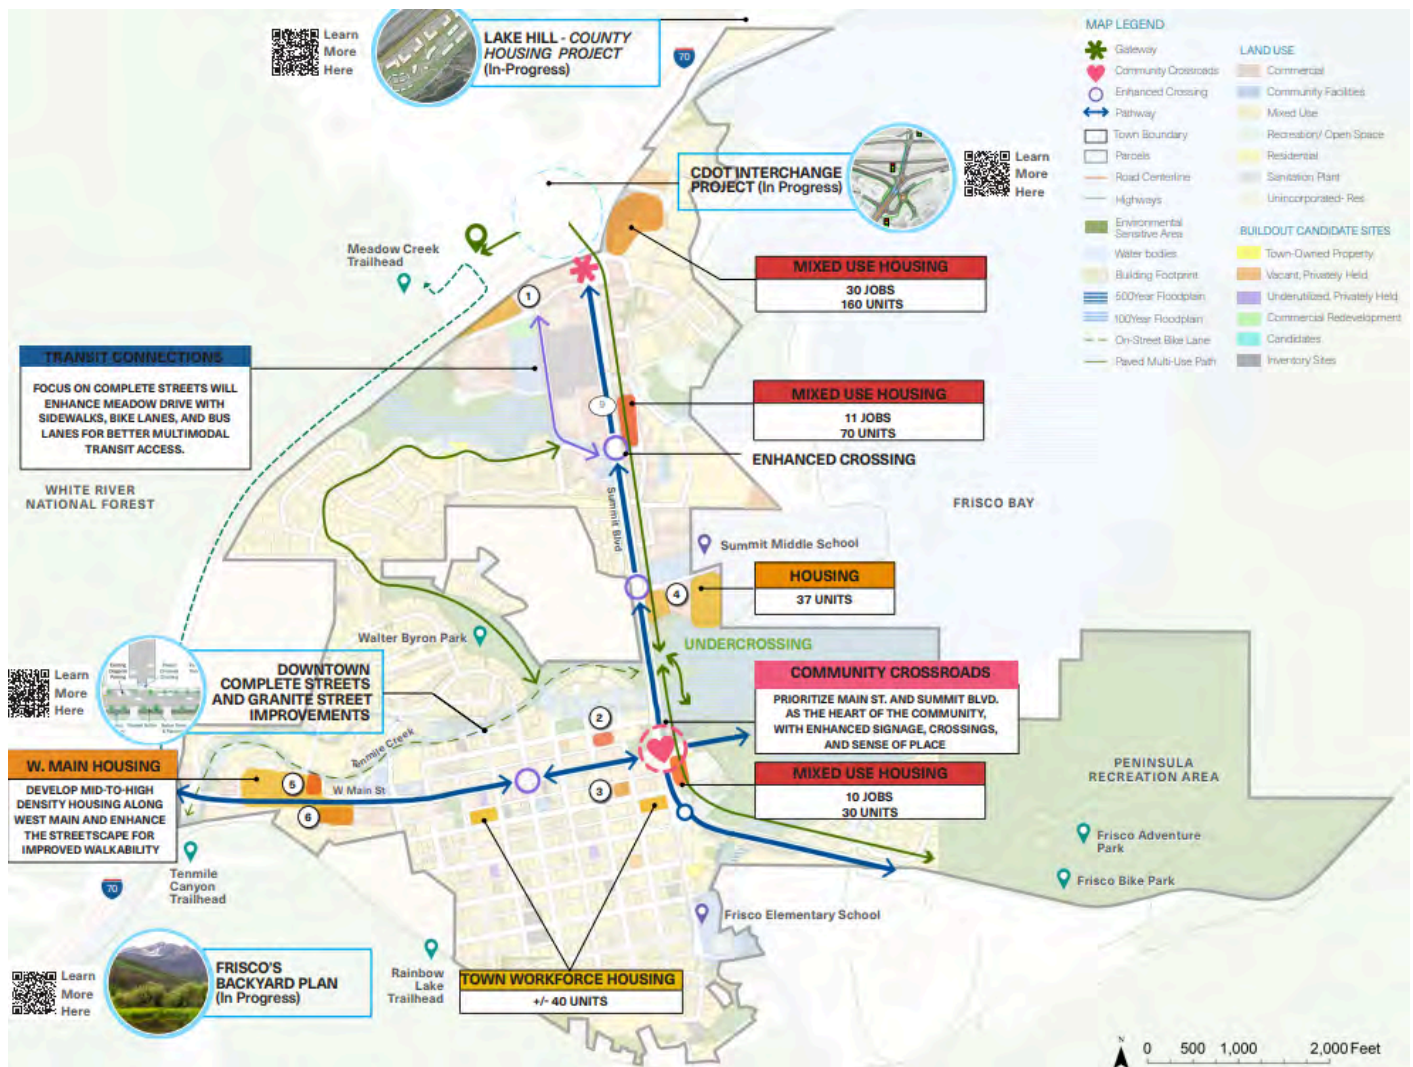 Learn
More
Here
LAKE HILL - COUNTY
HOUSING PROJECT
(In-Progress)
70
MAP LEGEND
Gateway
Community Crossroads
Enhanced Crossing
Pathway
Town Boundary
Parcels
Road Centerline
Highways
Environmental
Sensitive Area
Water bodies
Building Footprint
500Year Floodplain
100Year Floodplain
On-Street Bike Lane
Paved Multi-Use Path
LAND USE
Commercial
Community Facilities
Mixed Use
Recreation/ Open Space
Residential
Sanitation Plant
Unincorporated- Res
BUILDOUT CANDIDATE SITES
Town-Owned Property
Vacant, Privately Held
Underutilized, Privately Held
Commercial Redevelopment
Candidates
Inventory Sites
CDOT INTERCHANGE
PROJECT (In Progress)
Learn
More
Here
Meadow Creek
Trailhead
MIXED USE HOUSING
30 JOBS
160 UNITS
1
TRANSIT CONNECTIONS
FOCUS ON COMPLETE STREETS WILL
ENHANCE MEADOW DRIVE WITH
SIDEWALKS, BIKE LANES, AND BUS
LANES FOR BETTER MULTIMODAL
TRANSIT ACCESS.
9
MIXED USE HOUSING
11 JOBS
70 UNITS
ENHANCED CROSSING
WHITE RIVER
NATIONAL FOREST
Summit Blvd
FRISCO BAY
Summit Middle School
HOUSING
37 UNITS
4
Walter Byron Park
UNDERCROSSING
Learn
More
Here
DOWNTOWN
COMPLETE STREETS
AND GRANITE STREET
IMPROVEMENTS
COMMUNITY CROSSROADS
PRIORITIZE MAIN ST. AND SUMMIT BLVD.
AS THE HEART OF THE COMMUNITY,
WITH ENHANCED SIGNAGE, CROSSINGS,
AND SENSE OF PLACE
2
Tenmile Creek
W. MAIN HOUSING
DEVELOP MID-TO-HIGH
DENSITY HOUSING ALONG
WEST MAIN AND ENHANCE
THE STREETSCAPE FOR
IMPROVED WALKABILITY
5
W Main St
3
6
MIXED USE HOUSING
10 JOBS
30 UNITS
PENINSULA
RECREATION AREA
Frisco Adventure
Park
Frisco Bike Park
Tenmile
Canyon
Trailhead
70
Frisco Elementary School
Learn
More
Here
FRISCO'S
BACKYARD PLAN
(In Progress)
Rainbow
Lake
Trailhead
TOWN WORKFORCE HOUSING
+/- 40 UNITS
N
0 500 1,000 2,000 Feet